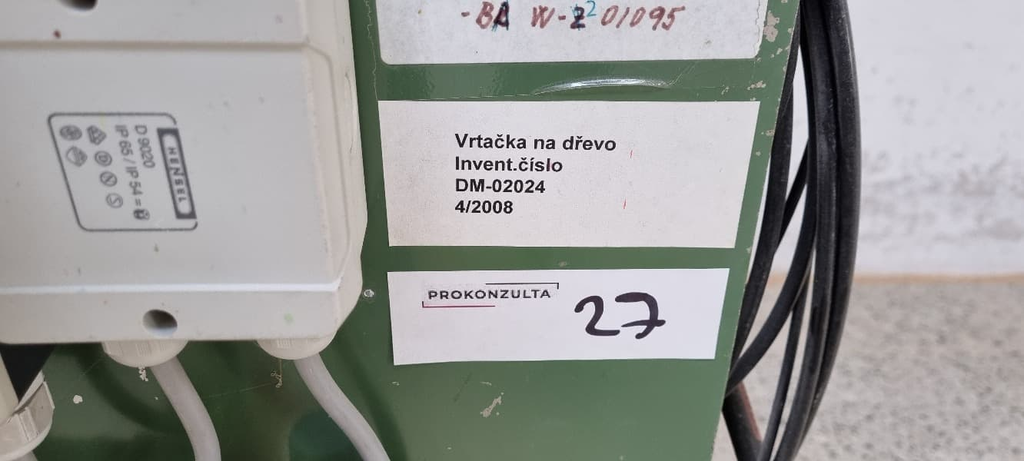 -BA W-Z2 01095
HENSEL
D 9020
IP 65 / IP 54 =
Vrtačka na dřevo
Invent.číslo
DM-02024
4/2008
PROKONZULTA
27